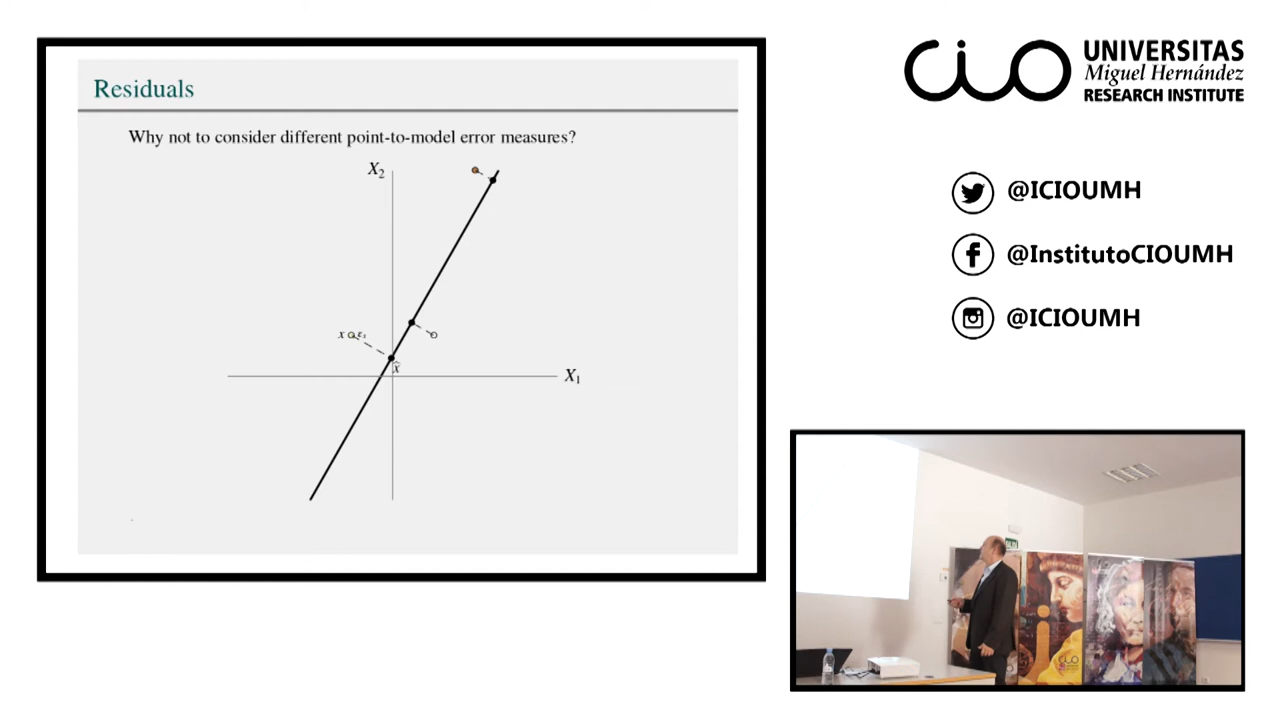 Residuals
Why not to consider different point-to-model error measures?
X2
x
x̂
X1
UNIVERSITAS
Miguel Hernández
RESEARCH INSTITUTE
@ICIOUMH
@InstitutoCIOUMH
@ICIOUMH
CIO